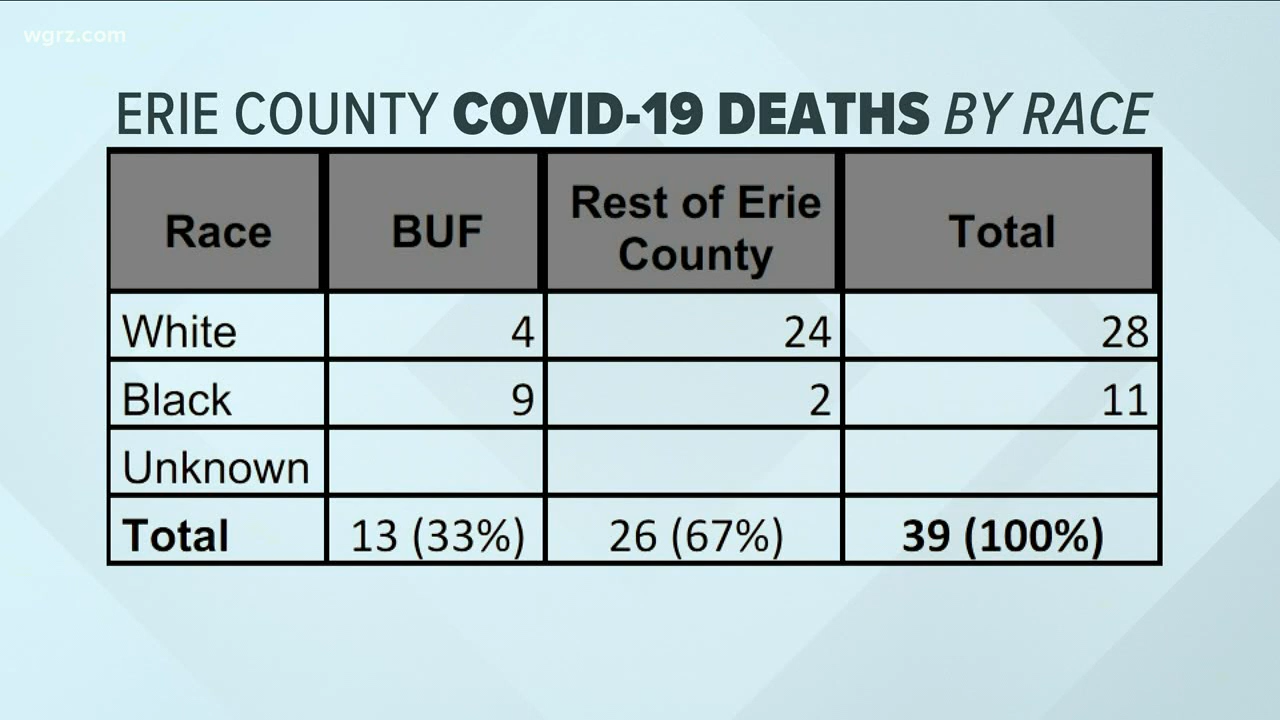 wgrz.com
ERIE COUNTY COVID-19 DEATHS BY RACE
Race BUF Rest of Erie County Total
White 4 24 28
Black 9 2 11
Unknown
Total 13 (33%) 26 (67%) 39 (100%)